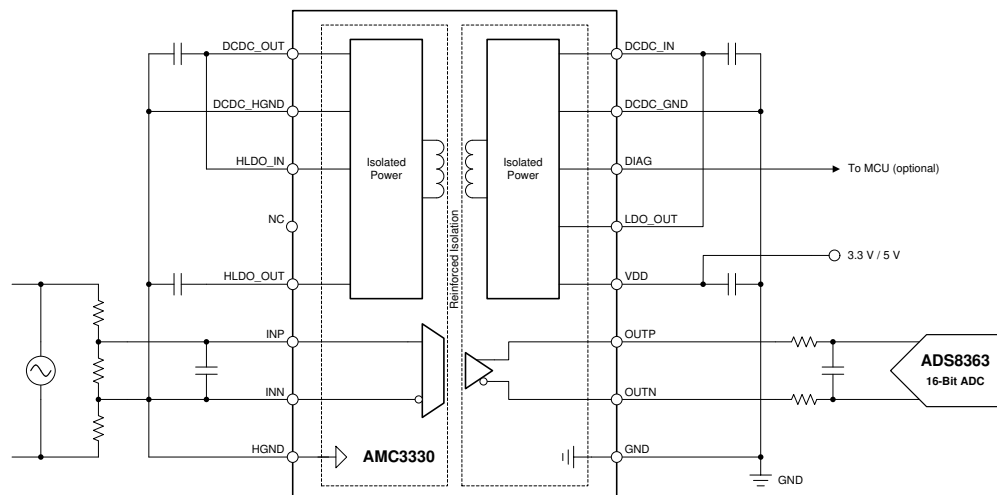 DCDC_OUT
DCDC_HGND
HLDO_IN
NC
HLDO_OUT
INP
INN
HGND
Isolated
Power
Reinforced Isolation
Isolated
Power
AMC3330
DCDC_IN
DCDC_GND
DIAG
LDO_OUT
VDD
OUTP
OUTN
GND
To MCU (optional)
3.3 V / 5 V
ADS8363
16-Bit ADC
GND